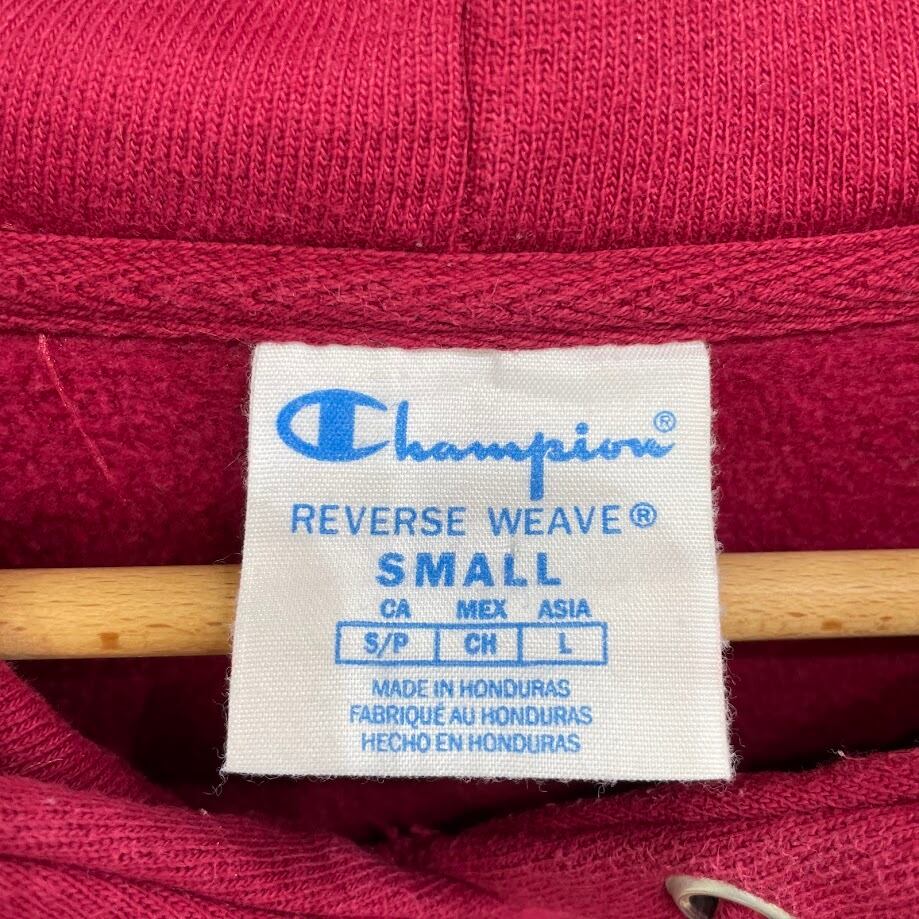 Champion®
REVERSE WEAVE®
SMALL
CA MEX ASIA
S/P CH L
MADE IN HONDURAS
FABRIQUÉ AU HONDURAS
HECHO EN HONDURAS